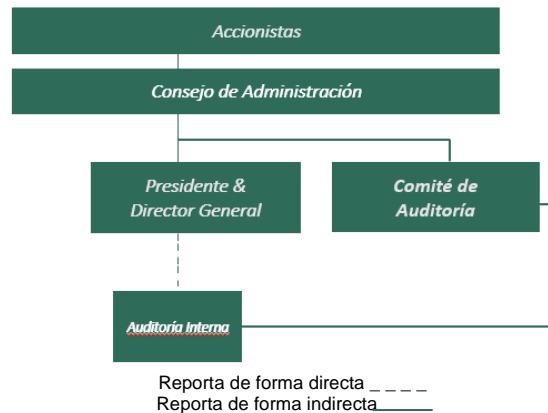 Accionistas
Consejo de Administración
Presidente &
Director General
Comité de
Auditoría
Auditoría Interna
Reporta de forma directa _ _ _ _
Reporta de forma indirecta______